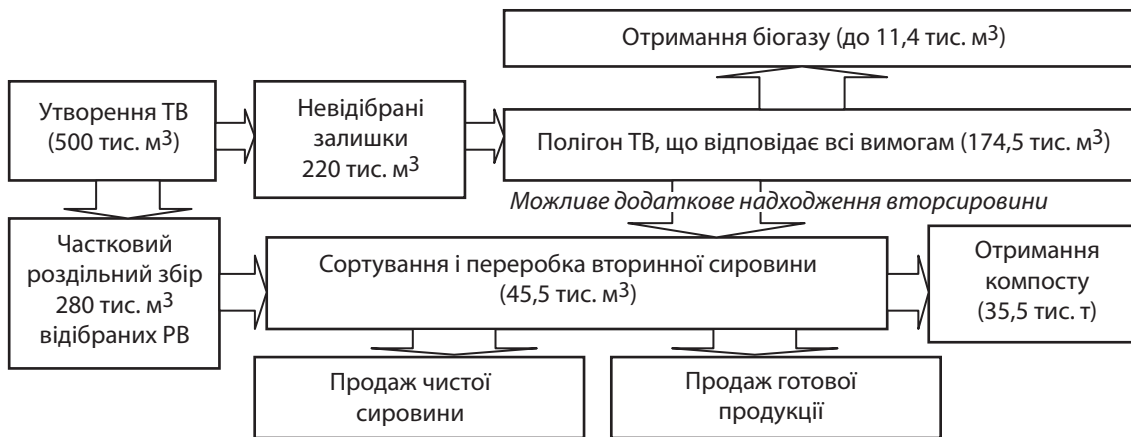 Отримання біогазу (до 11,4 тис. м³)
Утворення ТВ
(500 тис. м³)
Невідібрані
залишки
220 тис. м³
Полігон ТВ, що відповідає всі вимогам (174,5 тис. м³)
Можливе додаткове надходження вторсировини
Частковий
роздільний збір
280 тис. м³
відібраних РВ
Сортування і переробка вторинної сировини
(45,5 тис. м³)
Отримання
компосту
(35,5 тис. т)
Продаж чистої
сировини
Продаж готової
продукції